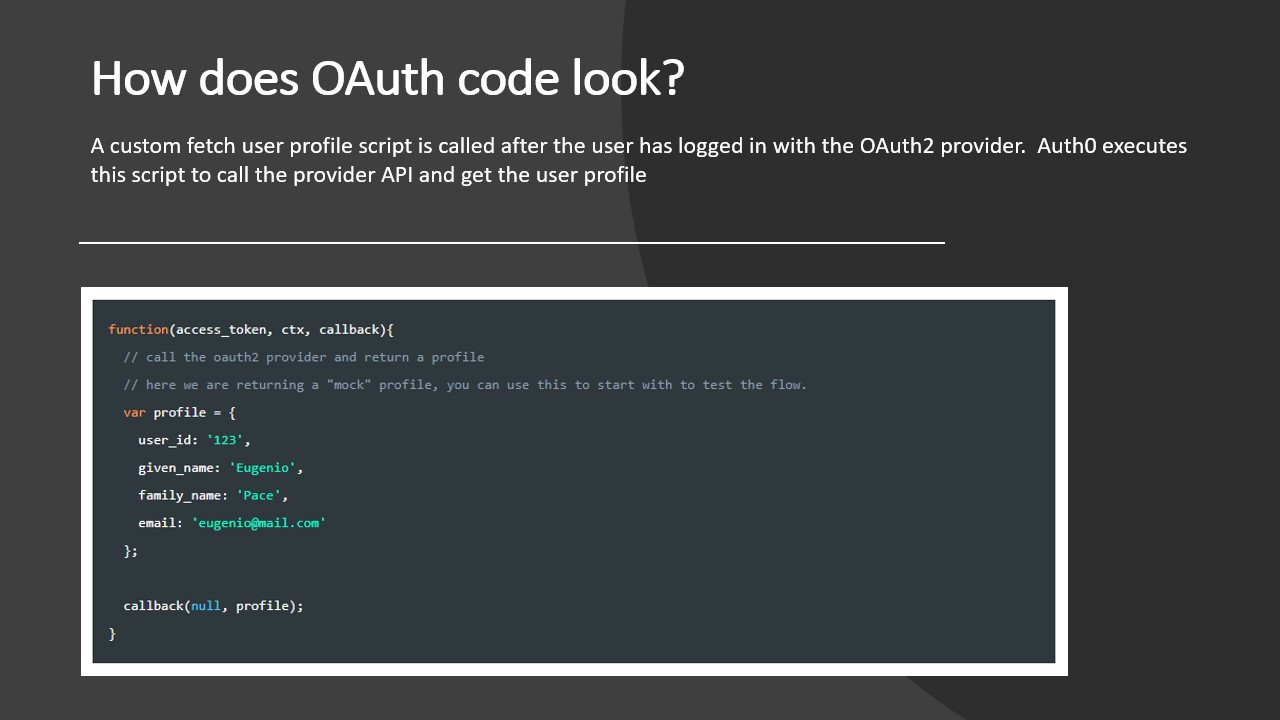 How does OAuth code look?
A custom fetch user profile script is called after the user has logged in with the OAuth2 provider.  Auth0 executes
this script to call the provider API and get the user profile
function(access_token, ctx, callback){
  // call the oauth2 provider and return a profile
  // here we are returning a "mock" profile, you can use this to start with to test the flow.
  var profile = {
    user_id: '123',
    given_name: 'Eugenio',
    family_name: 'Pace',
    email: 'eugenio@mail.com'
  };
  callback(null, profile);
}